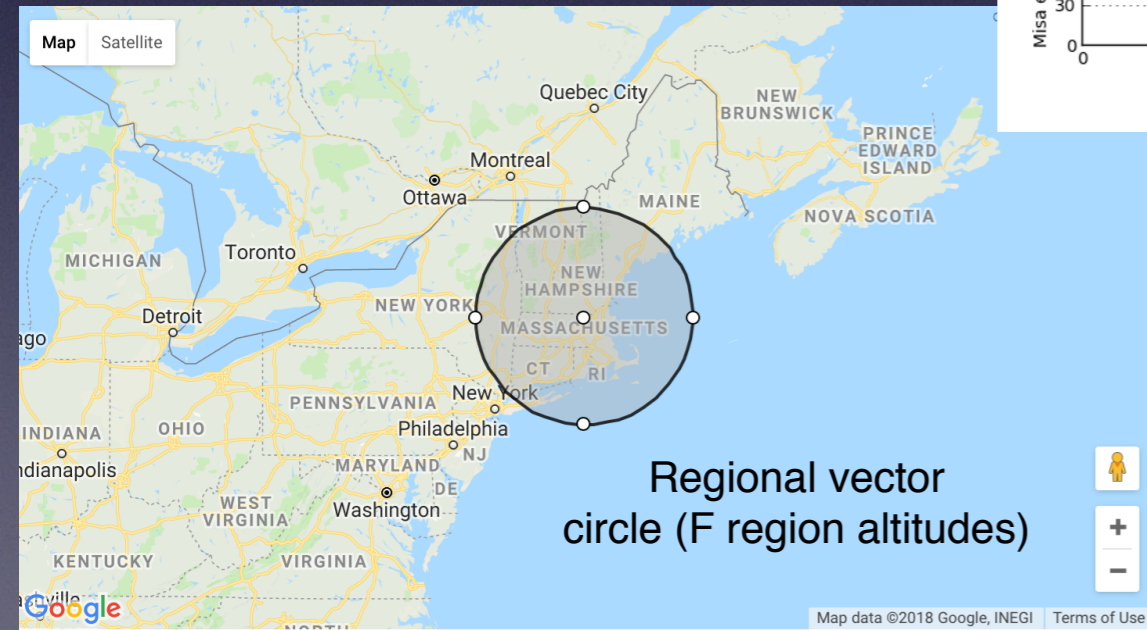 Map Satellite
30
0
0
Misa
Quebec City
NEW
BRUNSWICK
PRINCE
EDWARD
ISLAND
Montreal
Ottawa
MAINE
NOVA SCOTIA
VERMONT
Toronto
MICHIGAN
NEW
HAMPSHIRE
NEW YORK
Detroit
MASSACHUSETTS
CT
RI
New York
PENNSYLVANIA
OHIO
INDIANA
Philadelphia
NJ
ndianapolis
MARYLAND
DE
WEST
VIRGINIA
Washington
Regional vector
circle (F region altitudes)
KENTUCKY
VIRGINIA
Google
Map data ©2018 Google, INEGI Terms of Use